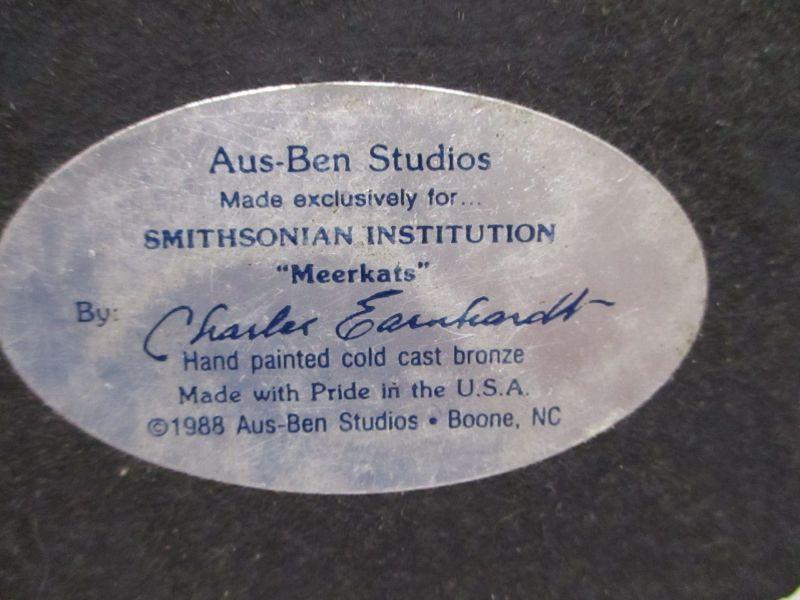 Aus-Ben Studios
Made exclusively for...
SMITHSONIAN INSTITUTION
"Meerkats"
By: Charles Earnhardt
Hand painted cold cast bronze
Made with Pride in the U.S.A.
©1988 Aus-Ben Studios • Boone, NC